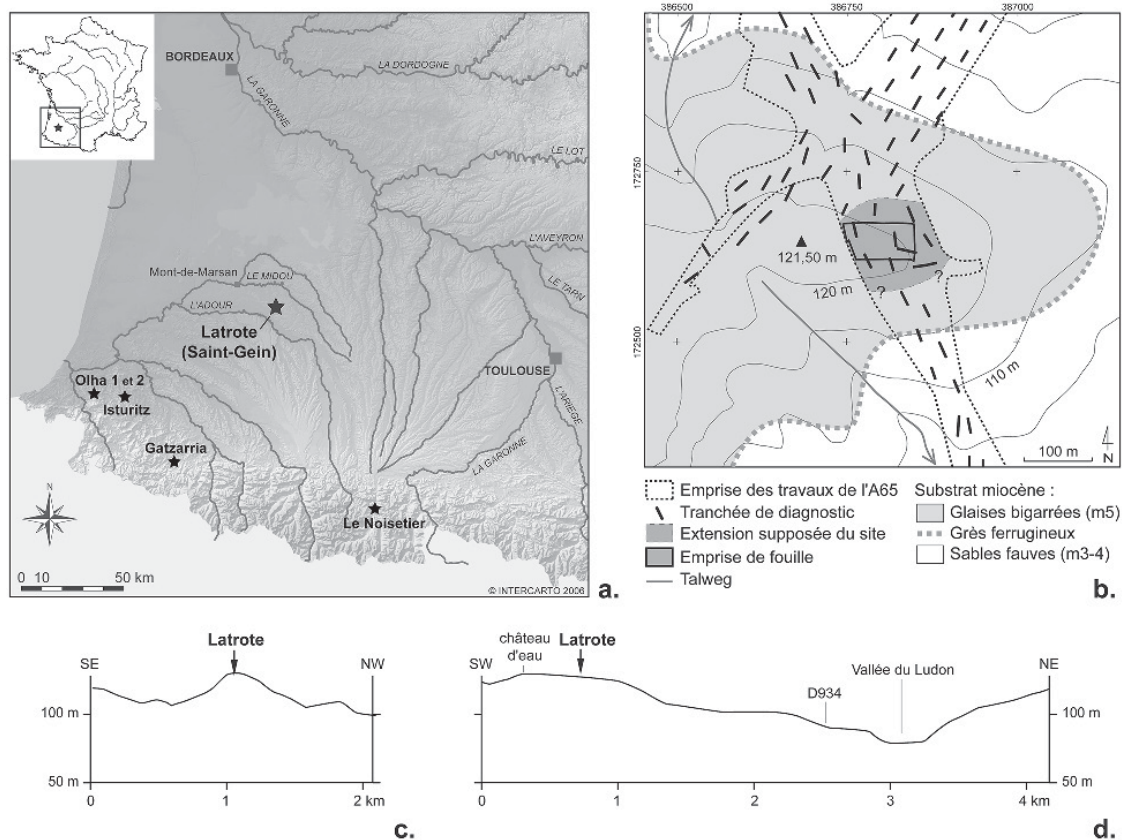 BORDEAUX
LA DORDOGNE
LA GARONNE
LE LOT
L'AVEYRON
LE TARN
Mont-de-Marsan
LE MIDOU
L'ADOUR
Latrote
(Saint-Gein)
TOULOUSE
L'ARIEGE
LA GARONNE
Olha 1 et 2
Isturitz
Gatzarria
Le Noisetier
N
0 10 50 km
© INTERCARTO 2006
a.
386500 386750 387000
172750
172500
121,50 m
120 m
?
?
110 m
100 m
N
Emprise des travaux de l'A65
Tranchée de diagnostic
Extension supposée du site
Emprise de fouille
Talweg
Substrat miocène :
Glaises bigarrées (m5)
Grès ferrugineux
Sables fauves (m3-4)
b.
Latrote
SE
NW
100 m
50 m
0 1 2 km
c.
château
d'eau
Latrote
SW
NE
Vallée du Ludon
D934
100 m
50 m
0 1 2 3 4 km
d.